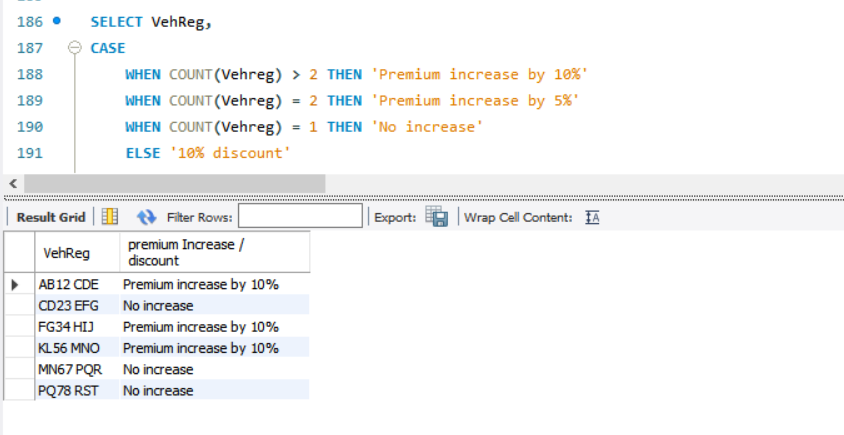 186 SELECT VehReg,
187 CASE
188 WHEN COUNT(Vehreg) > 2 THEN 'Premium increase by 10%'
189 WHEN COUNT(Vehreg) = 2 THEN 'Premium increase by 5%'
190 WHEN COUNT(Vehreg) = 1 THEN 'No increase'
191 ELSE '10% discount'
Result Grid Filter Rows: Export: Wrap Cell Content: IA
VehReg premium Increase / discount
AB12 CDE Premium increase by 10%
CD23 EFG No increase
FG34 HIJ Premium increase by 10%
KL56 MNO Premium increase by 10%
MN67 PQR No increase
PQ78 RST No increase